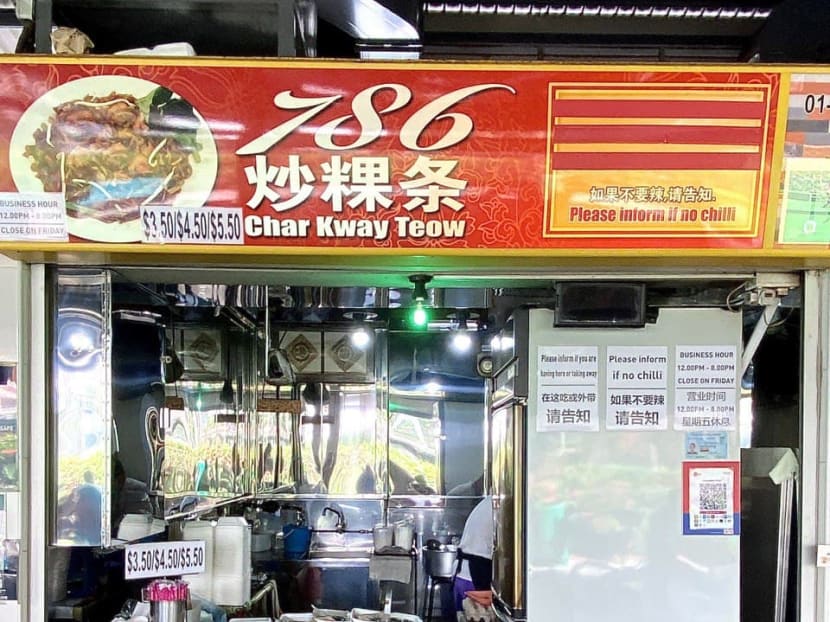 786
炒粿条
Char Kway Teow
$3.50/$4.50/$5.50
BUSINESS HOUR
12.00PM - 8.00PM
CLOSE ON FRIDAY
如果不要辣,请告知.
Please inform if no chilli
01-
Please inform if you are
having here or taking away
在这吃或外带
请告知
Please inform
if no chilli
如果不要辣
请告知
BUSINESS HOUR
12.00PM - 8.00PM
CLOSE ON FRIDAY
营业时间
12.00PM - 8.00PM
星期五休息
$3.50/$4.50/$5.50